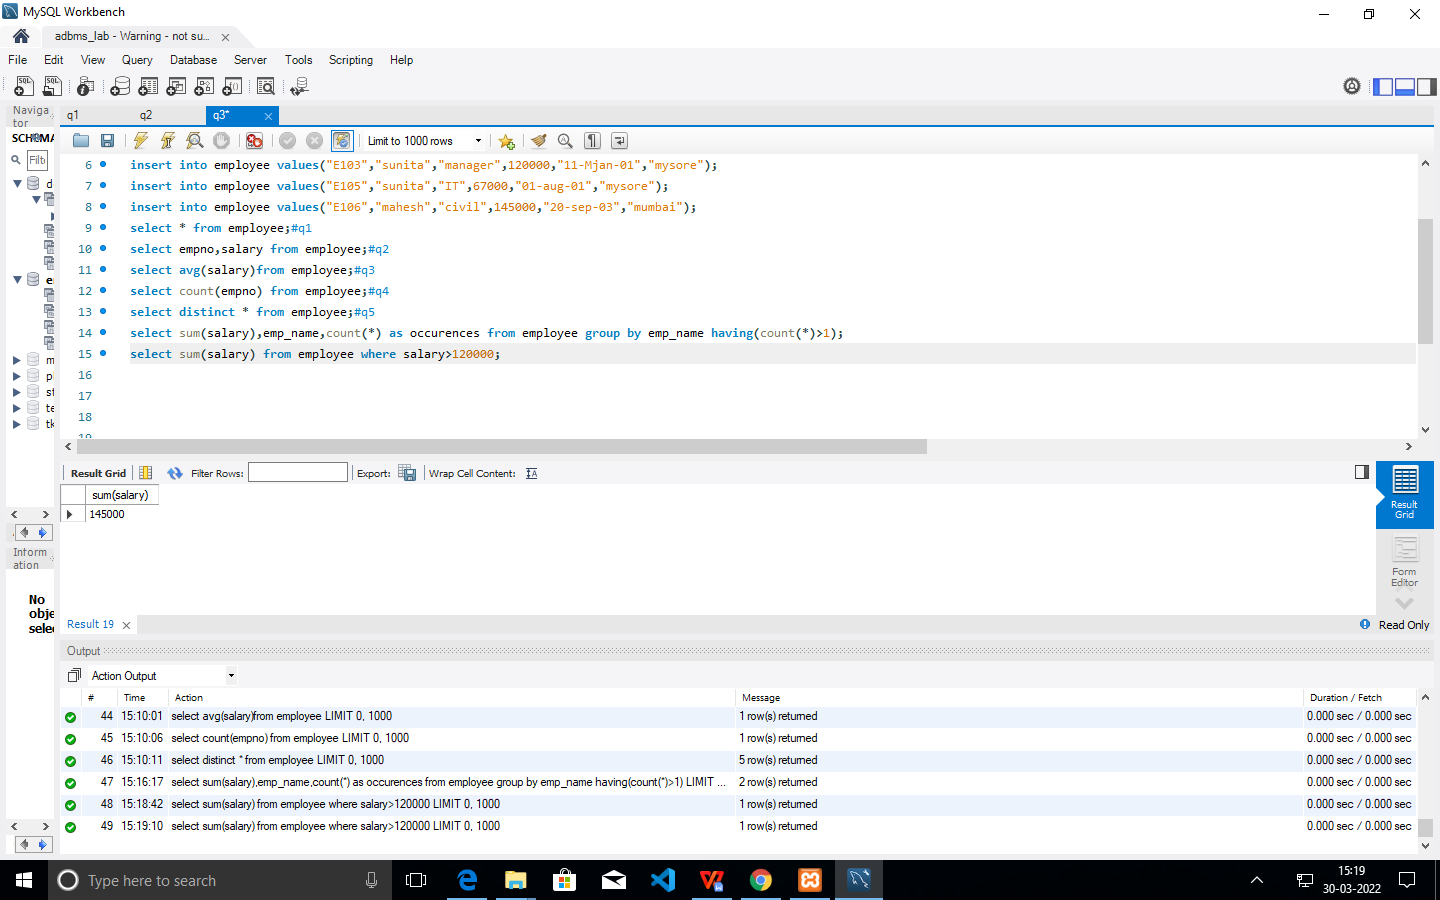 MySQL Workbench
adbms_lab - Warning - not su...
File Edit View Query Database Server Tools Scripting Help
Naviga
tor
SCHEMA
q1 q2 q3*
Limit to 1000 rows
6 insert into employee values("E103","sunita","manager",120000,"11-Mjan-01","mysore");
7 insert into employee values("E105","sunita","IT",67000,"01-aug-01","mysore");
8 insert into employee values("E106","mahesh","civil",145000,"20-sep-03","mumbai");
9 select * from employee;#q1
10 select empno,salary from employee;#q2
11 select avg(salary)from employee;#q3
12 select count(empno) from employee;#q4
13 select distinct * from employee;#q5
14 select sum(salary),emp_name,count(*) as occurences from employee group by emp_name having(count(*)>1);
15 select sum(salary) from employee where salary>120000;
16
17
18
19
Filt
d
e
m
pl
st
te
tk
Result Grid Filter Rows: Export: Wrap Cell Content:
sum(salary)
145000
Result
Grid
Form
Editor
Inform
ation
No
obje
selec
Result 19
Read Only
Output
Action Output
# Time Action Message Duration / Fetch
44 15:10:01 select avg(salary)from employee LIMIT 0, 1000 1 row(s) returned 0.000 sec / 0.000 sec
45 15:10:06 select count(empno) from employee LIMIT 0, 1000 1 row(s) returned 0.000 sec / 0.000 sec
46 15:10:11 select distinct * from employee LIMIT 0, 1000 5 row(s) returned 0.000 sec / 0.000 sec
47 15:16:17 select sum(salary),emp_name,count(*) as occurences from employee group by emp_name having(count(*)>1) LIMIT ... 2 row(s) returned 0.000 sec / 0.000 sec
48 15:18:42 select sum(salary) from employee where salary>120000 LIMIT 0, 1000 1 row(s) returned 0.000 sec / 0.000 sec
49 15:19:10 select sum(salary) from employee where salary>120000 LIMIT 0, 1000 1 row(s) returned 0.000 sec / 0.000 sec
Type here to search
15:19
30-03-2022